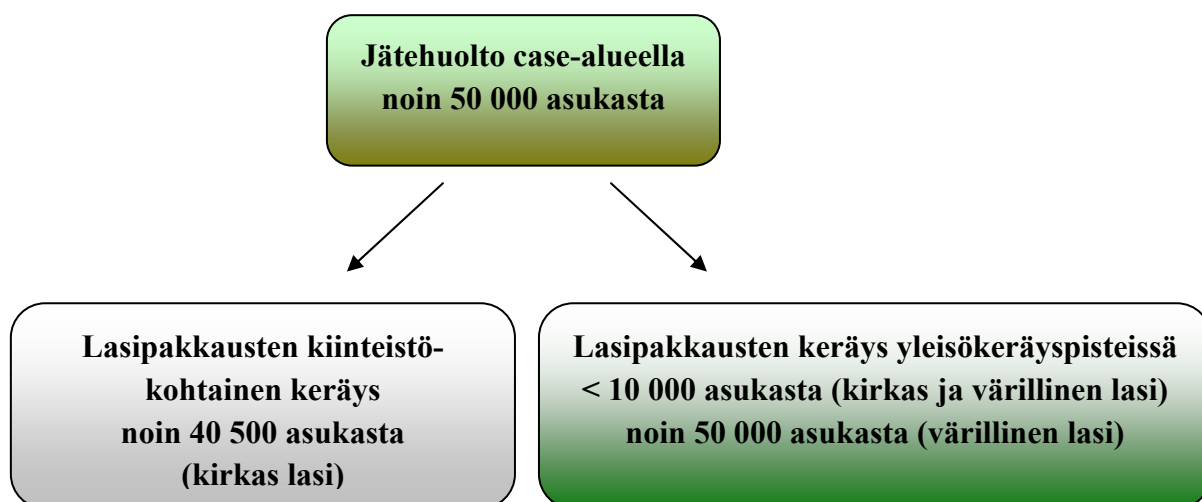 Jätehuolto case-alueella
noin 50 000 asukasta
Lasipakkausten kiinteistö-
kohtainen keräys
noin 40 500 asukasta
(kirkas lasi)
Lasipakkausten keräys yleisökeräyspisteissä
< 10 000 asukasta (kirkas ja värillinen lasi)
noin 50 000 asukasta (värillinen lasi)